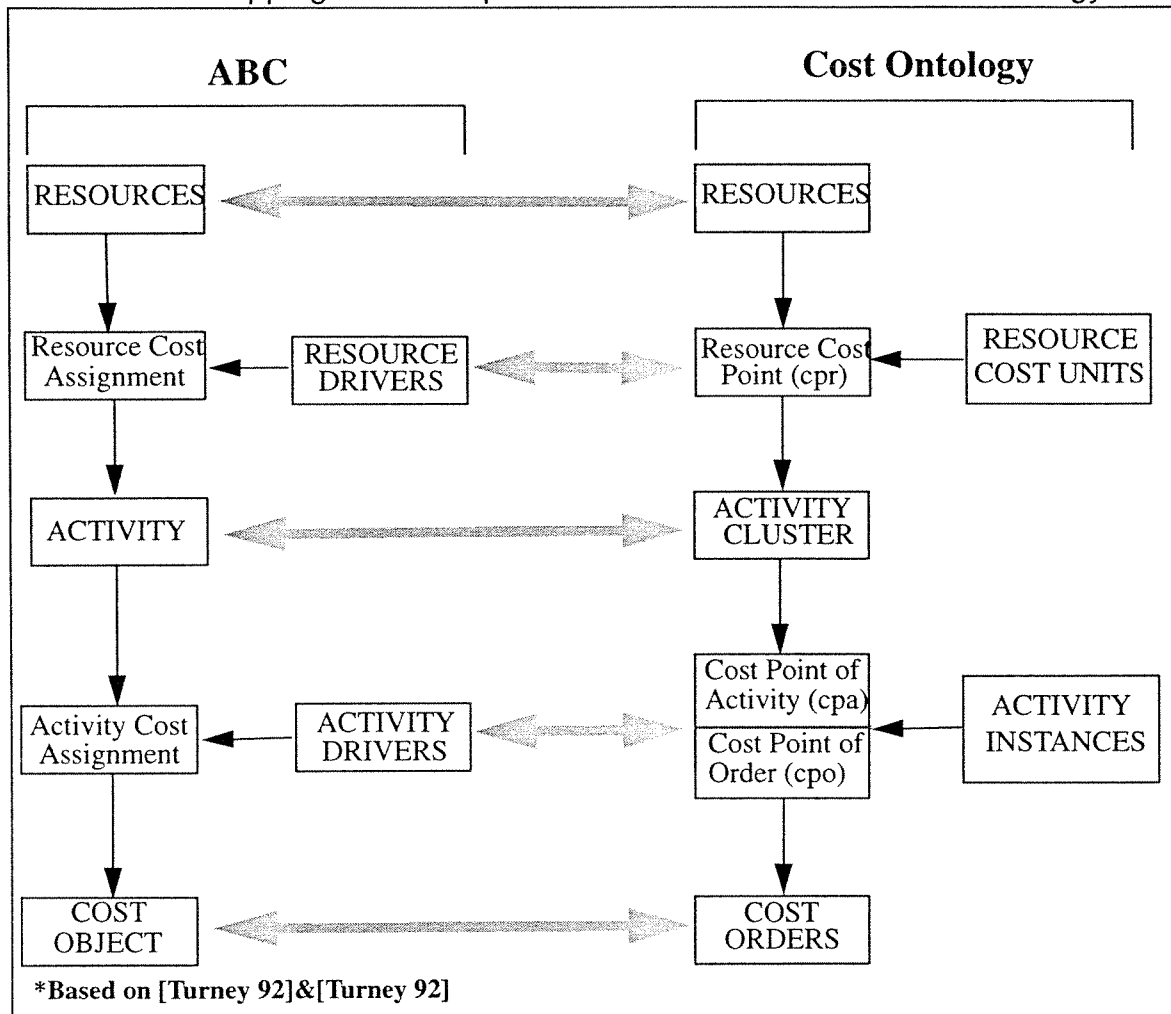 ABC
Cost Ontology
RESOURCES
RESOURCES
Resource Cost
Assignment
RESOURCE
DRIVERS
Resource Cost
Point (cpr)
RESOURCE
COST UNITS
ACTIVITY
ACTIVITY
CLUSTER
Activity Cost
Assignment
ACTIVITY
DRIVERS
Cost Point of
Activity (cpa)
Cost Point of
Order (cpo)
ACTIVITY
INSTANCES
COST
OBJECT
COST
ORDERS
*Based on [Turney 92]&[Turney 92]